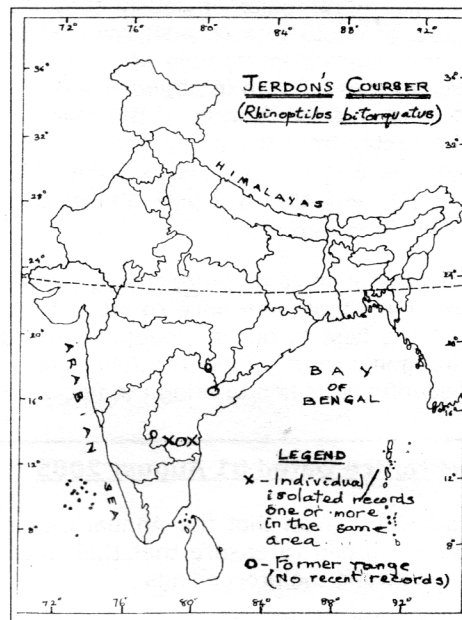 72° 76° 80° 84° 88° 92°
36°
JERDON'S COURSER
(Rhinoptilos bitorquatus)
32°
HIMALAYAS
28°
24°
20°
ARABIAN SEA
BAY
OF
BENGAL
16°
LEGEND
x - Individual/
isolated records
one or more
in the same
area...
12°
8°
o - Former range
(No recent records)
72° 76° 80° 84° 88° 92°